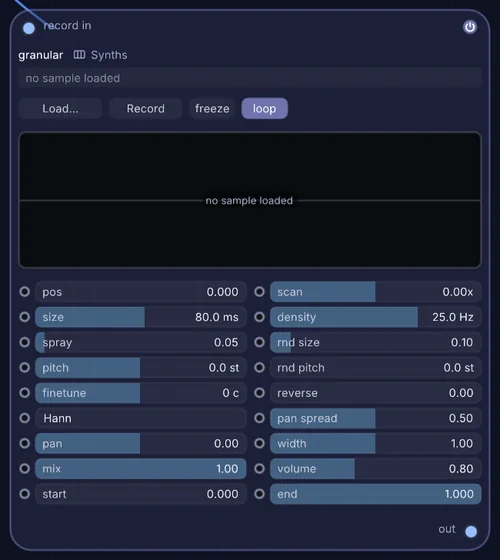 record in
granular Synths
no sample loaded
Load... Record freeze loop
no sample loaded
pos 0.000 scan 0.00x
size 80.0 ms density 25.0 Hz
spray 0.05 rnd size 0.10
pitch 0.0 st rnd pitch 0.0 st
finetune 0 c reverse 0.00
Hann pan spread 0.50
pan 0.00 width 1.00
mix 1.00 volume 0.80
start 0.000 end 1.000
out